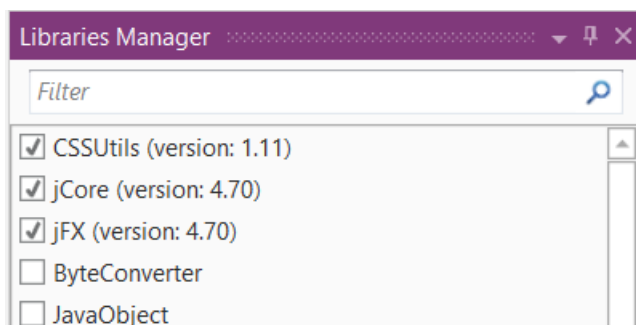 Libraries Manager
Filter
CSSUtils (version: 1.11)
jCore (version: 4.70)
jFX (version: 4.70)
ByteConverter
JavaObject